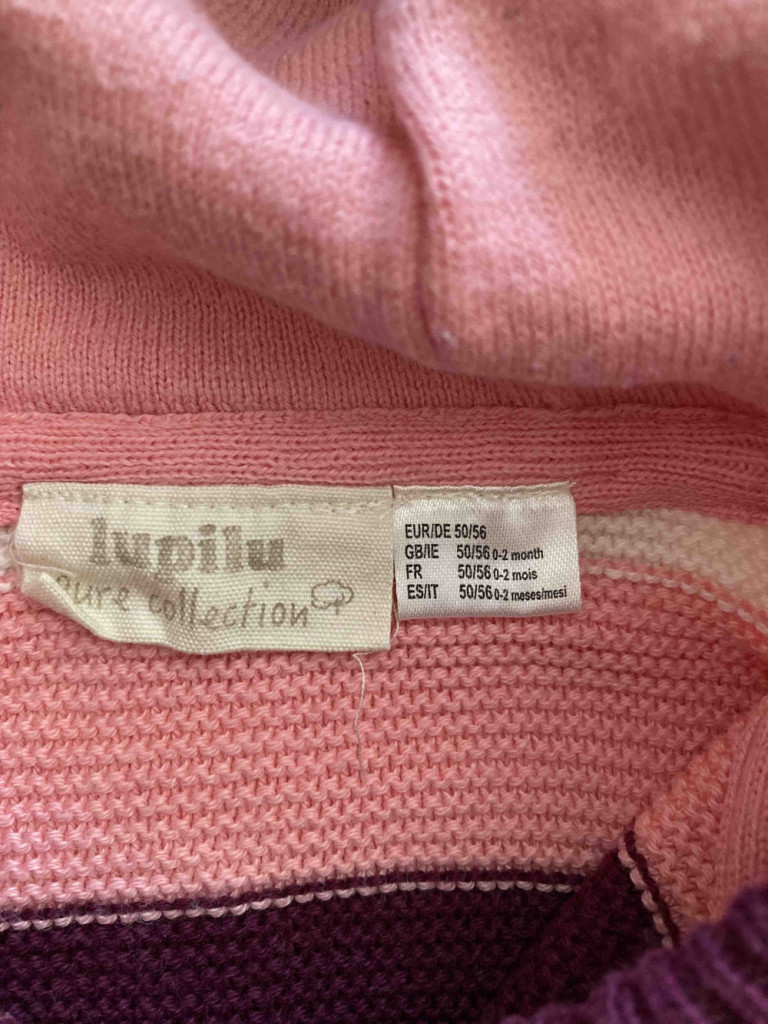 lupilu
pure collection
EUR/DE 50/56
GB/IE 50/56 0-2 month
FR 50/56 0-2 mois
ES/IT 50/56 0-2 meses/mesi